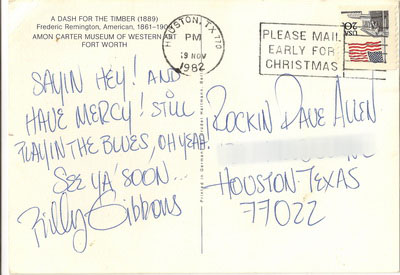 A DASH FOR THE TIMBER (1889)
Frederic Remington, American, 1861-1909
AMON CARTER MUSEUM OF WESTERN ART
FORT WORTH
HOUSTON, TX 770
PM
19 NOV
1982
PLEASE MAIL
EARLY FOR
CHRISTMAS
USA 20c
SAYIN HEY! AND
HAVE MERCY! STILL
PLAYIN THE BLUES, OH YEAH.
SEE YA' SOON...
Billy Gibbons
ROCKIN DAVE ALLEN
HOUSTON-TEXAS
77022